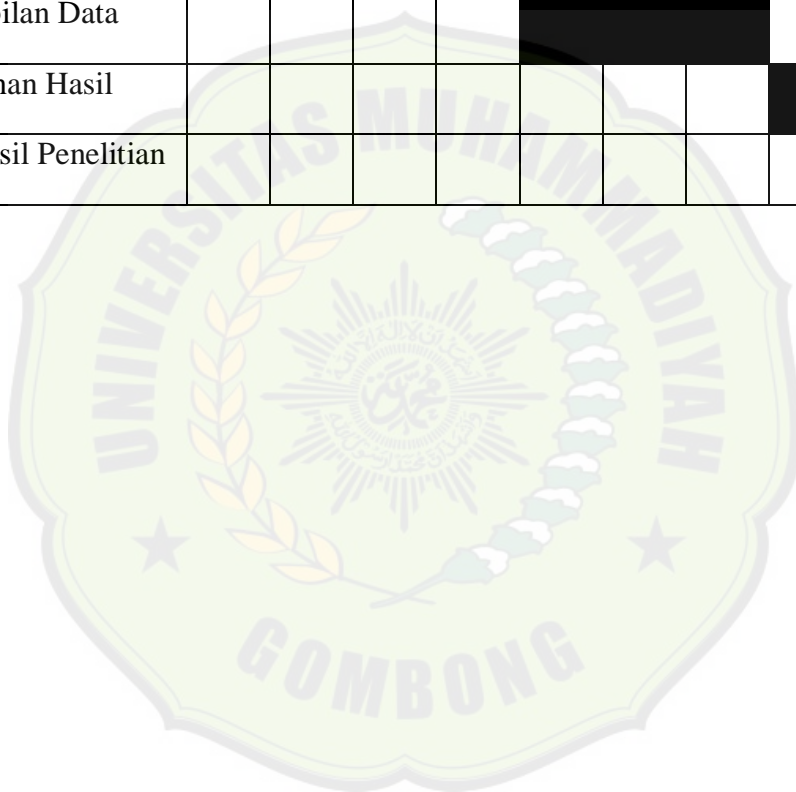 ilan Data
nan Hasil
sil Penelitian
UNIVERSITAS MUHAMMADIYAH
GOMBONG